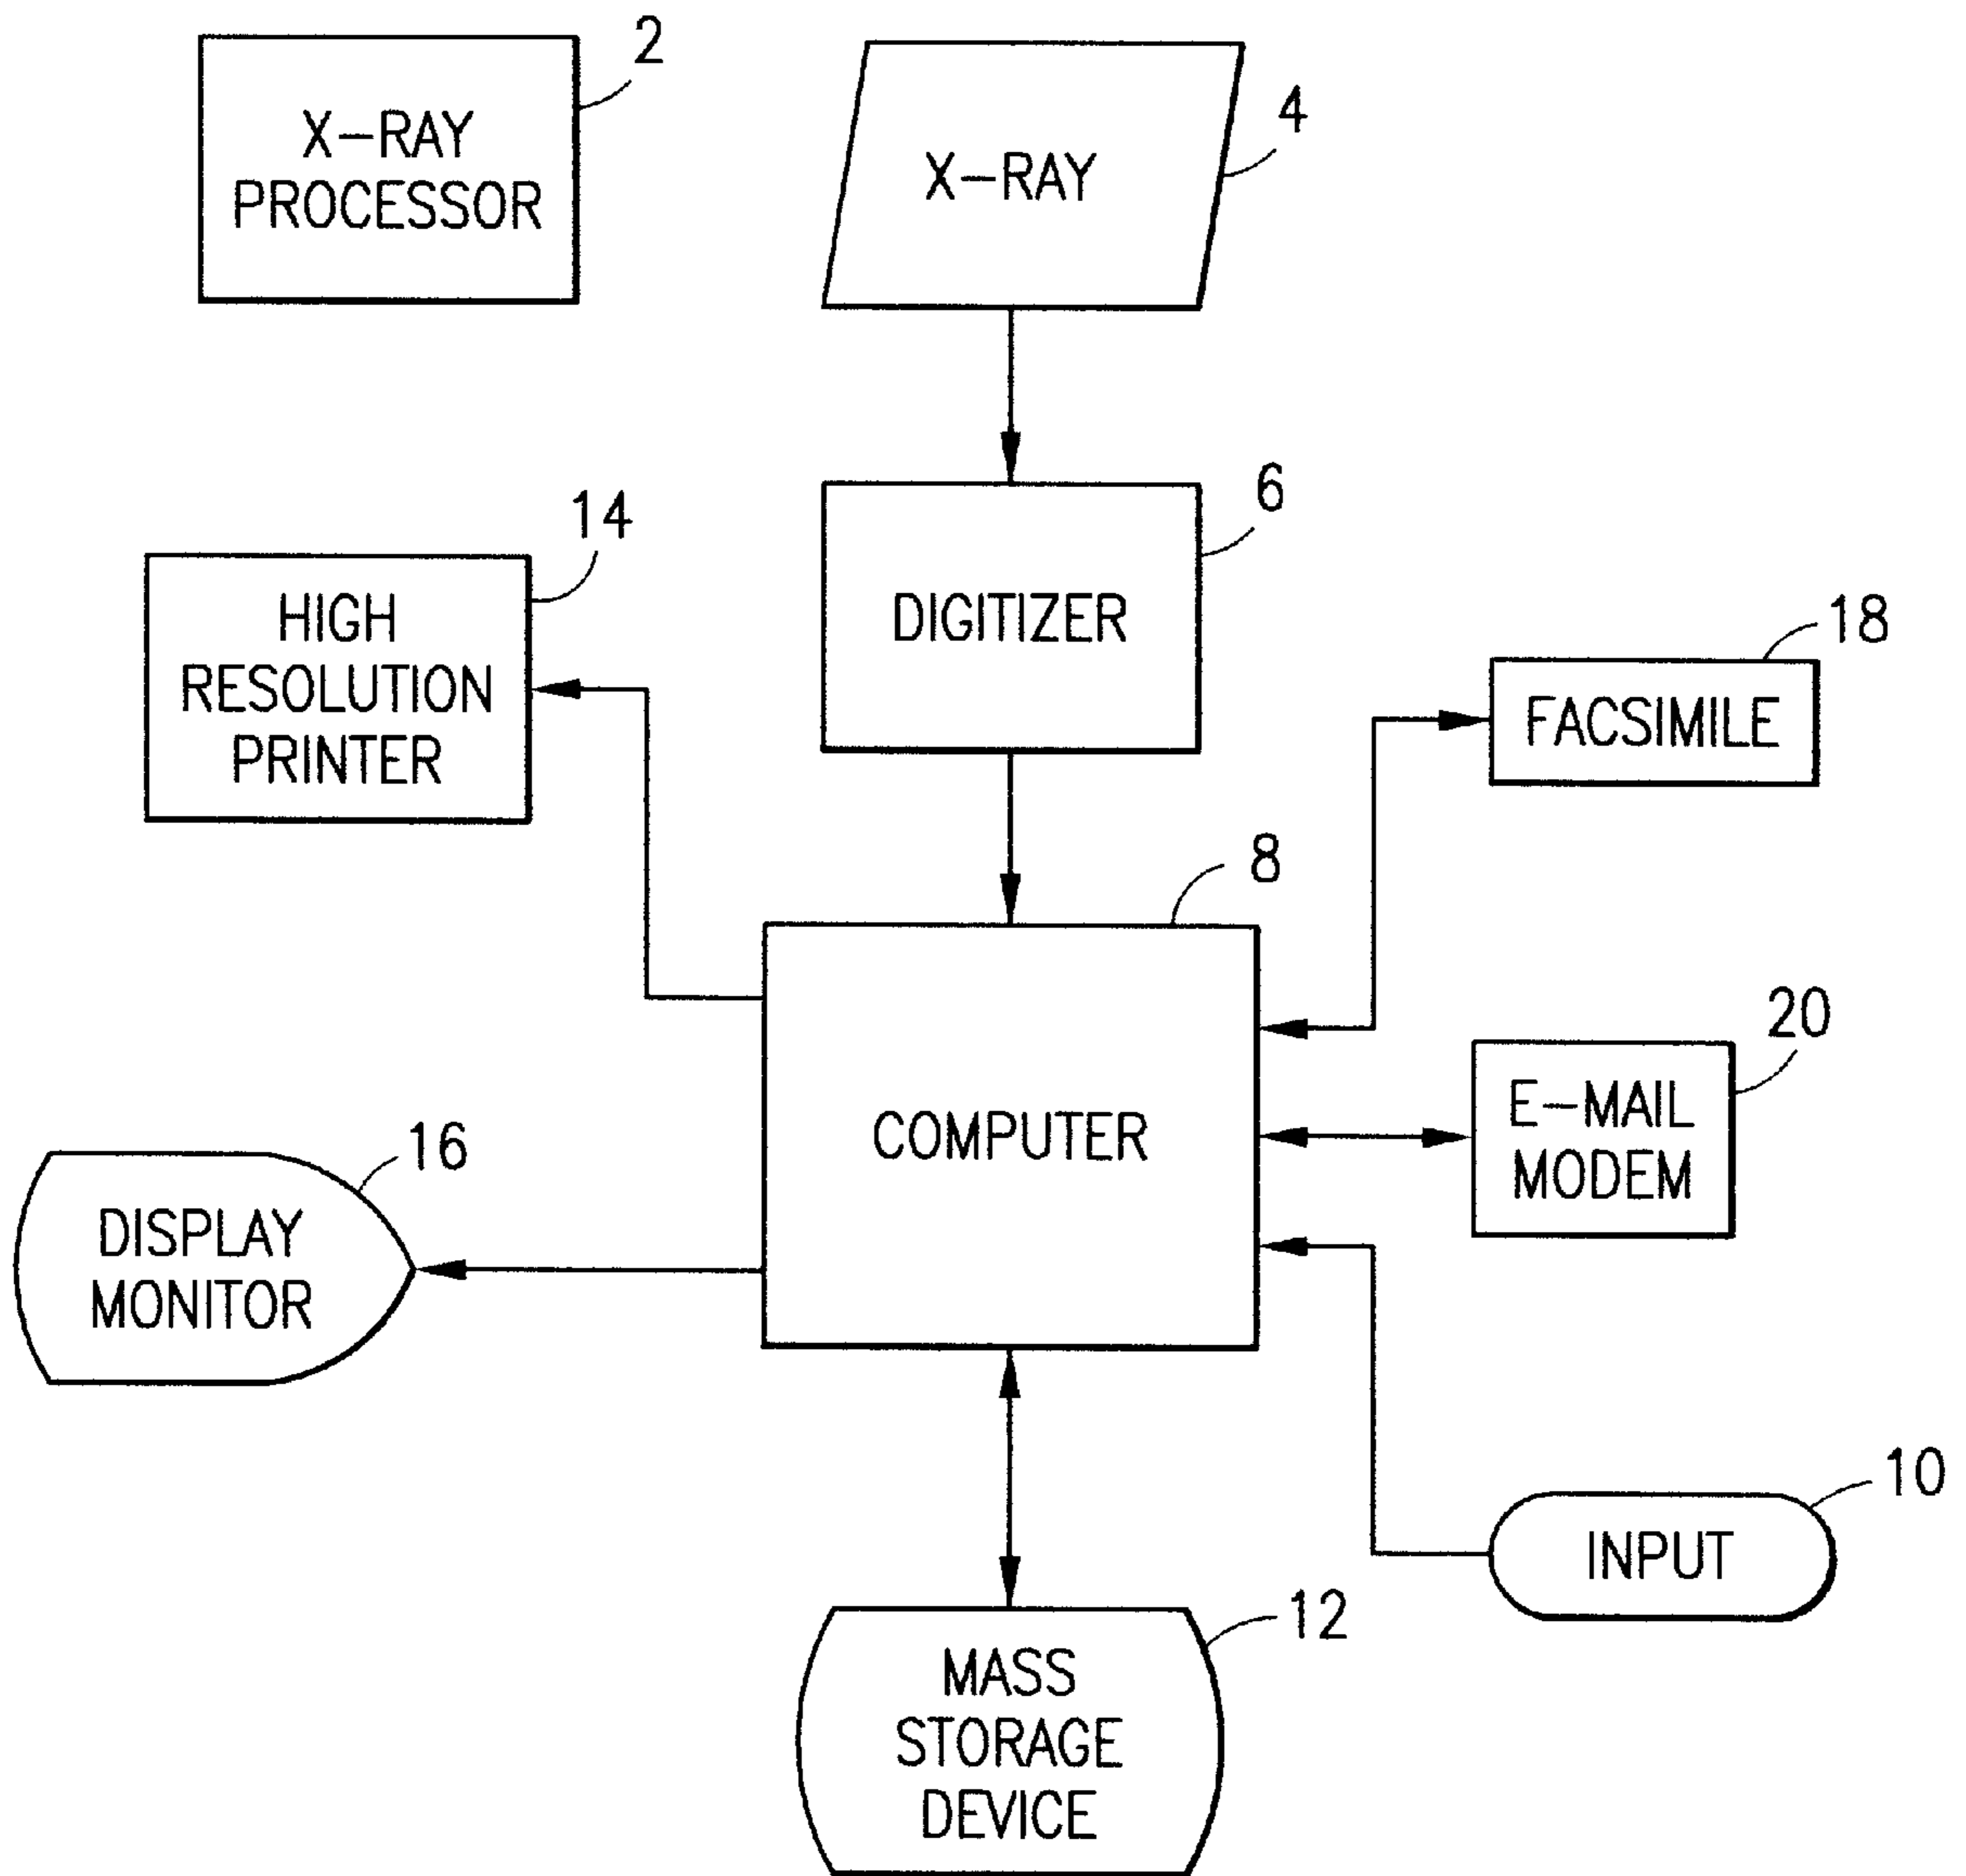 2
X-RAY
PROCESSOR
4
X-RAY
6
DIGITIZER
14
HIGH
RESOLUTION
PRINTER
18
FACSIMILE
8
COMPUTER
20
E-MAIL
MODEM
16
DISPLAY
MONITOR
10
INPUT
12
MASS
STORAGE
DEVICE